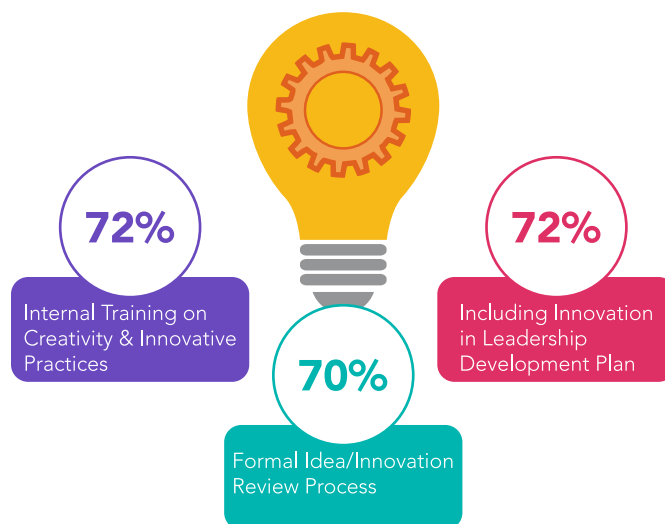 72%
Internal Training on
Creativity & Innovative
Practices
70%
Formal Idea/Innovation
Review Process
72%
Including Innovation
in Leadership
Development Plan